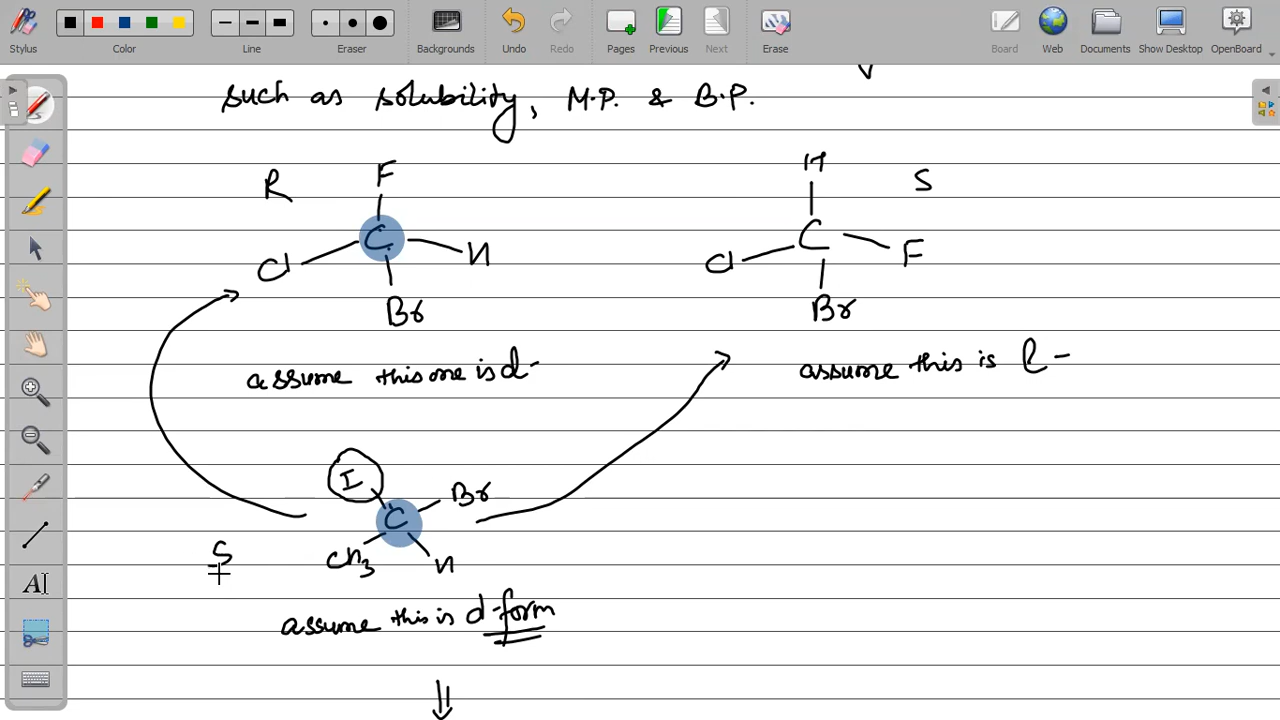 Stylus Color Line Eraser Backgrounds Undo Redo Pages Previous Next Erase Board Web Documents Show Desktop OpenBoard
such as solubility, M.P. & B.P.
R F
Cl C H
Br
assume this one is d-
H S
Cl C F
Br
assume this is l-
I Br
C
CH3 H
S
assume this is d-form